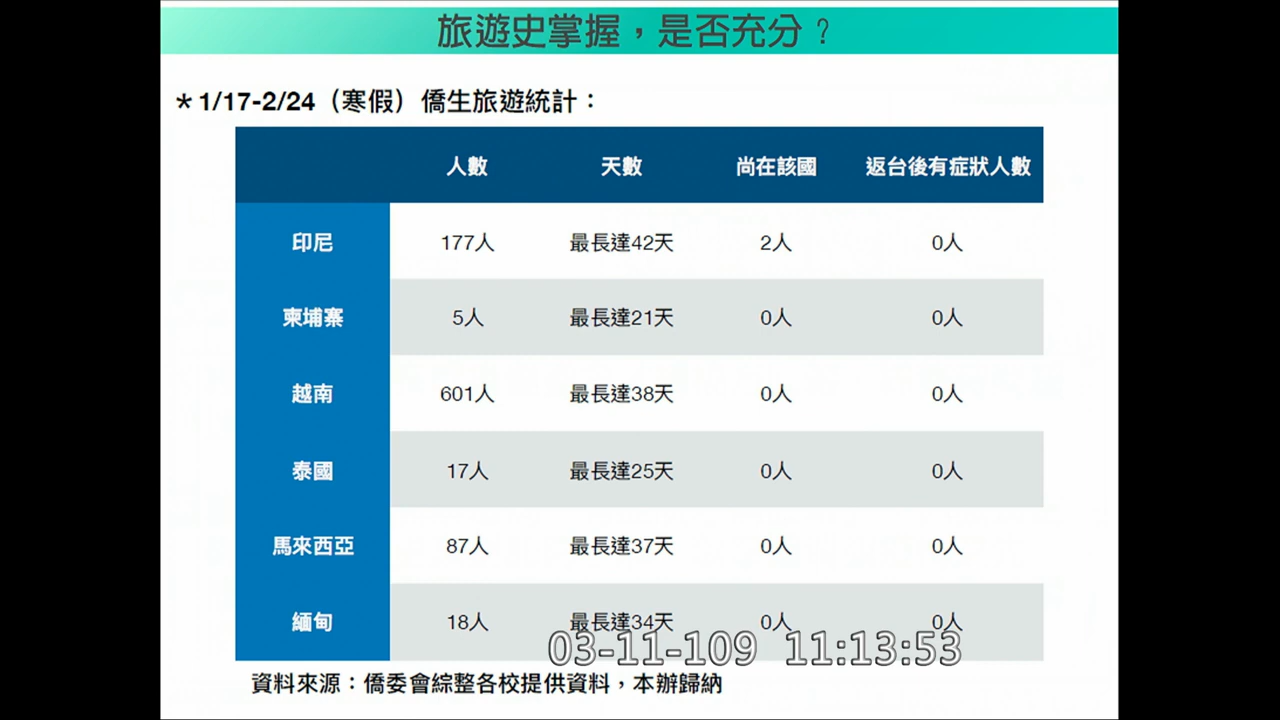 旅遊史掌握，是否充分？
＊1/17-2/24（寒假）僑生旅遊統計：
人數 天數 尚在該國 返台後有症狀人數
印尼 177人 最長達42天 2人 0人
柬埔寨 5人 最長達21天 0人 0人
越南 601人 最長達38天 0人 0人
泰國 17人 最長達25天 0人 0人
馬來西亞 87人 最長達37天 0人 0人
緬甸 18人 最長達34天 0人 0人
03-11-109 11:13:53
資料來源：僑委會綜整各校提供資料，本辦歸納